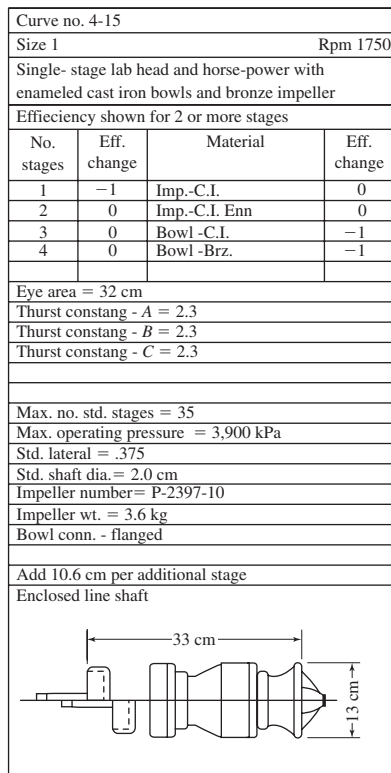 Curve no. 4-15
Size 1 Rpm 1750
Single- stage lab head and horse-power with
enameled cast iron bowls and bronze impeller
Effieciency shown for 2 or more stages
No. stages Eff. change Material Eff. change
1 −1 Imp.-C.I. 0
2 0 Imp.-C.I. Enn 0
3 0 Bowl -C.I. −1
4 0 Bowl -Brz. −1
Eye area = 32 cm
Thurst constang - A = 2.3
Thurst constang - B = 2.3
Thurst constang - C = 2.3
Max. no. std. stages = 35
Max. operating pressure = 3,900 kPa
Std. lateral = .375
Std. shaft dia.= 2.0 cm
Impeller number= P-2397-10
Impeller wt. = 3.6 kg
Bowl conn. - flanged
Add 10.6 cm per additional stage
Enclosed line shaft
33 cm
13 cm